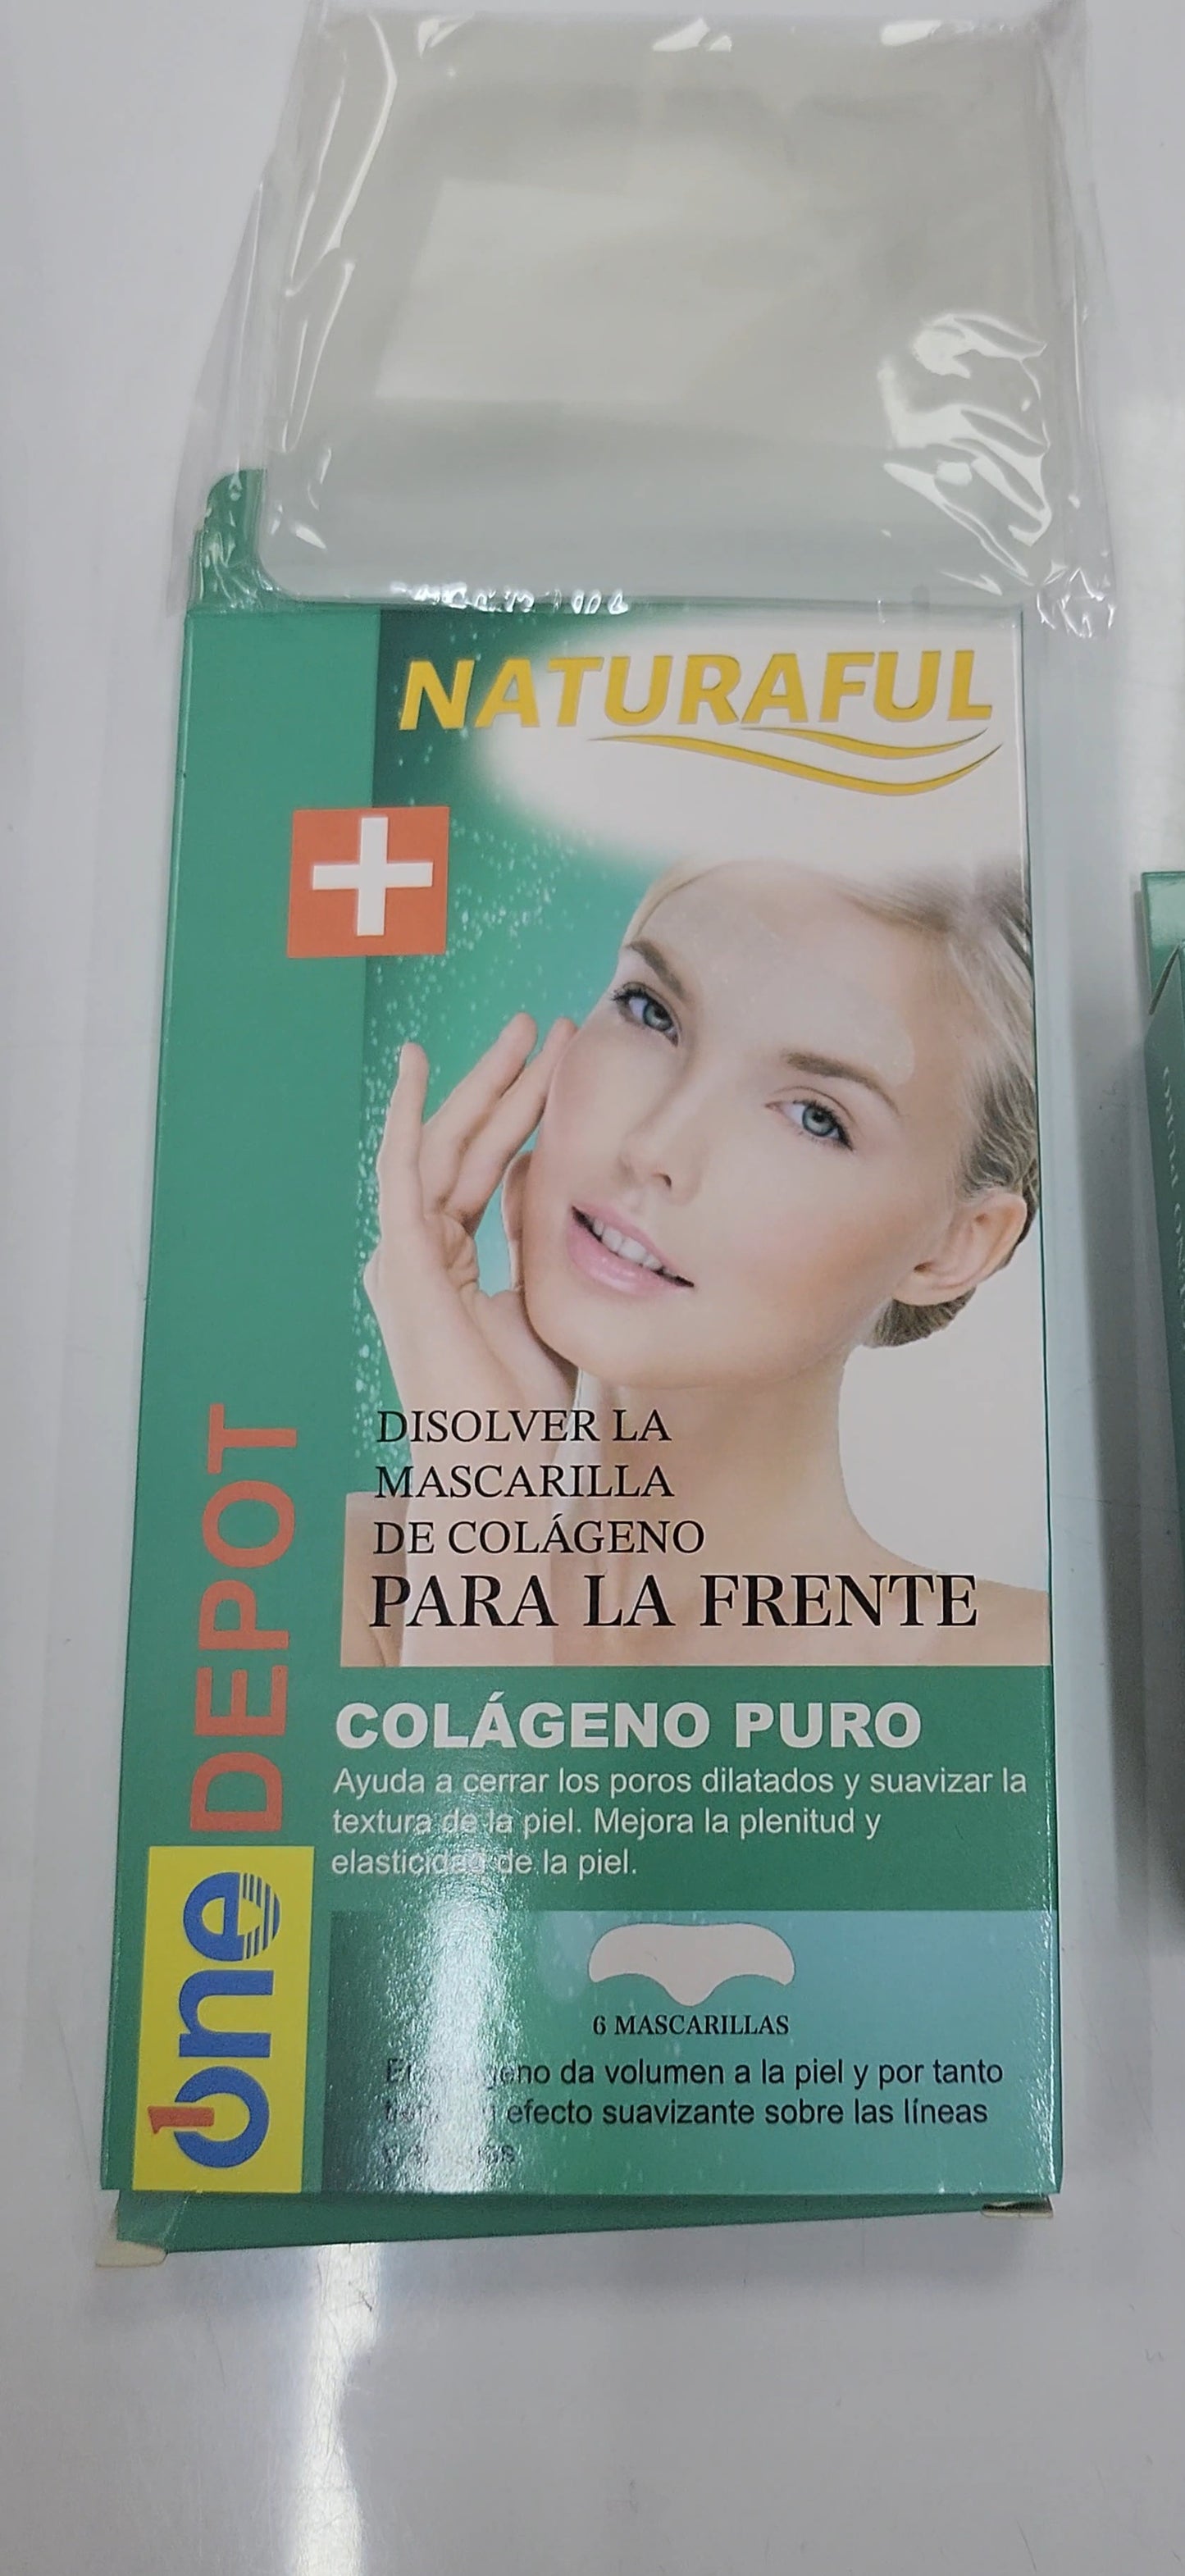 NATURAFUL
DISOLVER LA
MASCARILLA
DE COLÁGENO
PARA LA FRENTE
COLÁGENO PURO
Ayuda a cerrar los poros dilatados y suavizar la
textura de la piel. Mejora la plenitud y
elasticidad de la piel.
6 MASCARILLAS
da volumen a la piel y por tanto
efecto suavizante sobre las líneas
One DEPOT